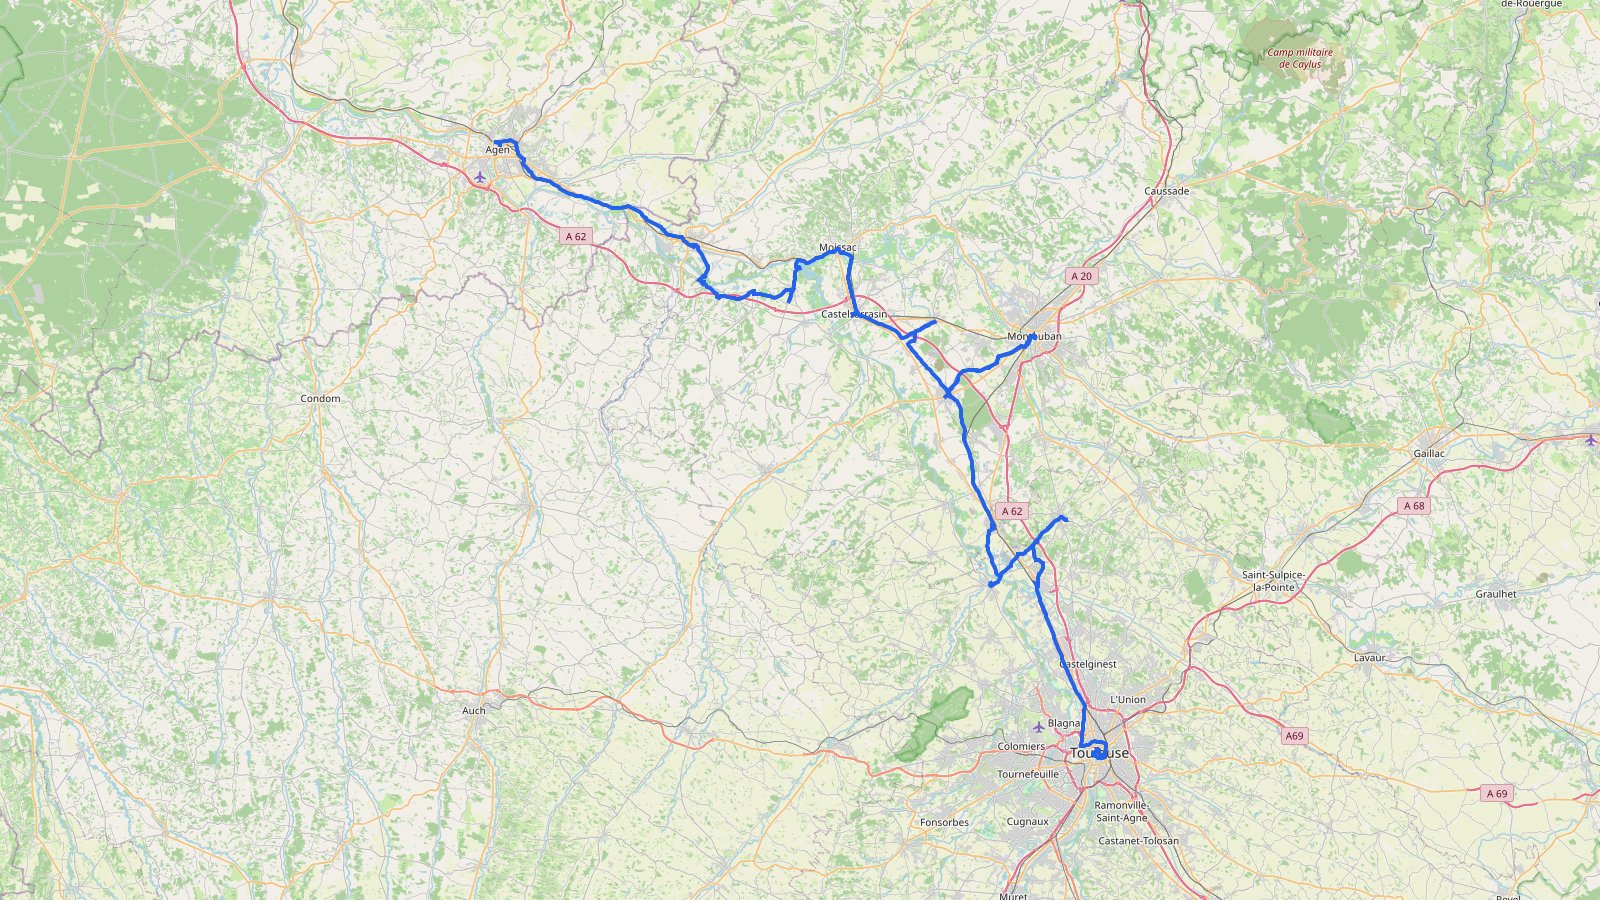 de-Rouergue
Camp militaire
de Caylus
Agen
Caussade
A 62
Moissac
A 20
Castelsarrasin
Montauban
Condom
Gaillac
A 68
A 62
Saint-Sulpice-
la-Pointe
Graulhet
Castelginest
Lavaur
L'Union
Auch
Blagna
A69
Colomiers
Toulouse
Tournefeuille
A 69
Ramonville-
Saint-Agne
Fonsorbes
Cugnaux
Castanet-Tolosan
Muret
Revel